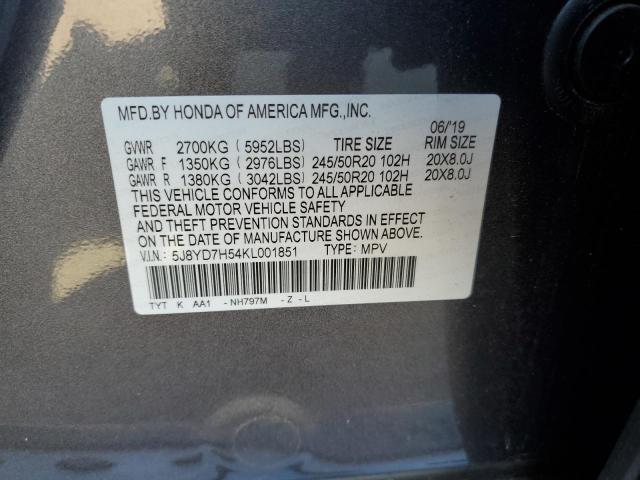 MFD.BY HONDA OF AMERICA MFG.,INC.
06/'19
GVWR 2700KG (5952LBS) TIRE SIZE RIM SIZE
GAWR F 1350KG (2976LBS) 245/50R20 102H 20X8.0J
GAWR R 1380KG (3042LBS) 245/50R20 102H 20X8.0J
THIS VEHICLE CONFORMS TO ALL APPLICABLE
FEDERAL MOTOR VEHICLE SAFETY
AND THEFT PREVENTION STANDARDS IN EFFECT
ON THE DATE OF MANUFACTURE SHOWN ABOVE.
V.I.N.: 5J8YD7H54KL001851 TYPE: MPV
TYT K AA1 - NH797M - Z - L